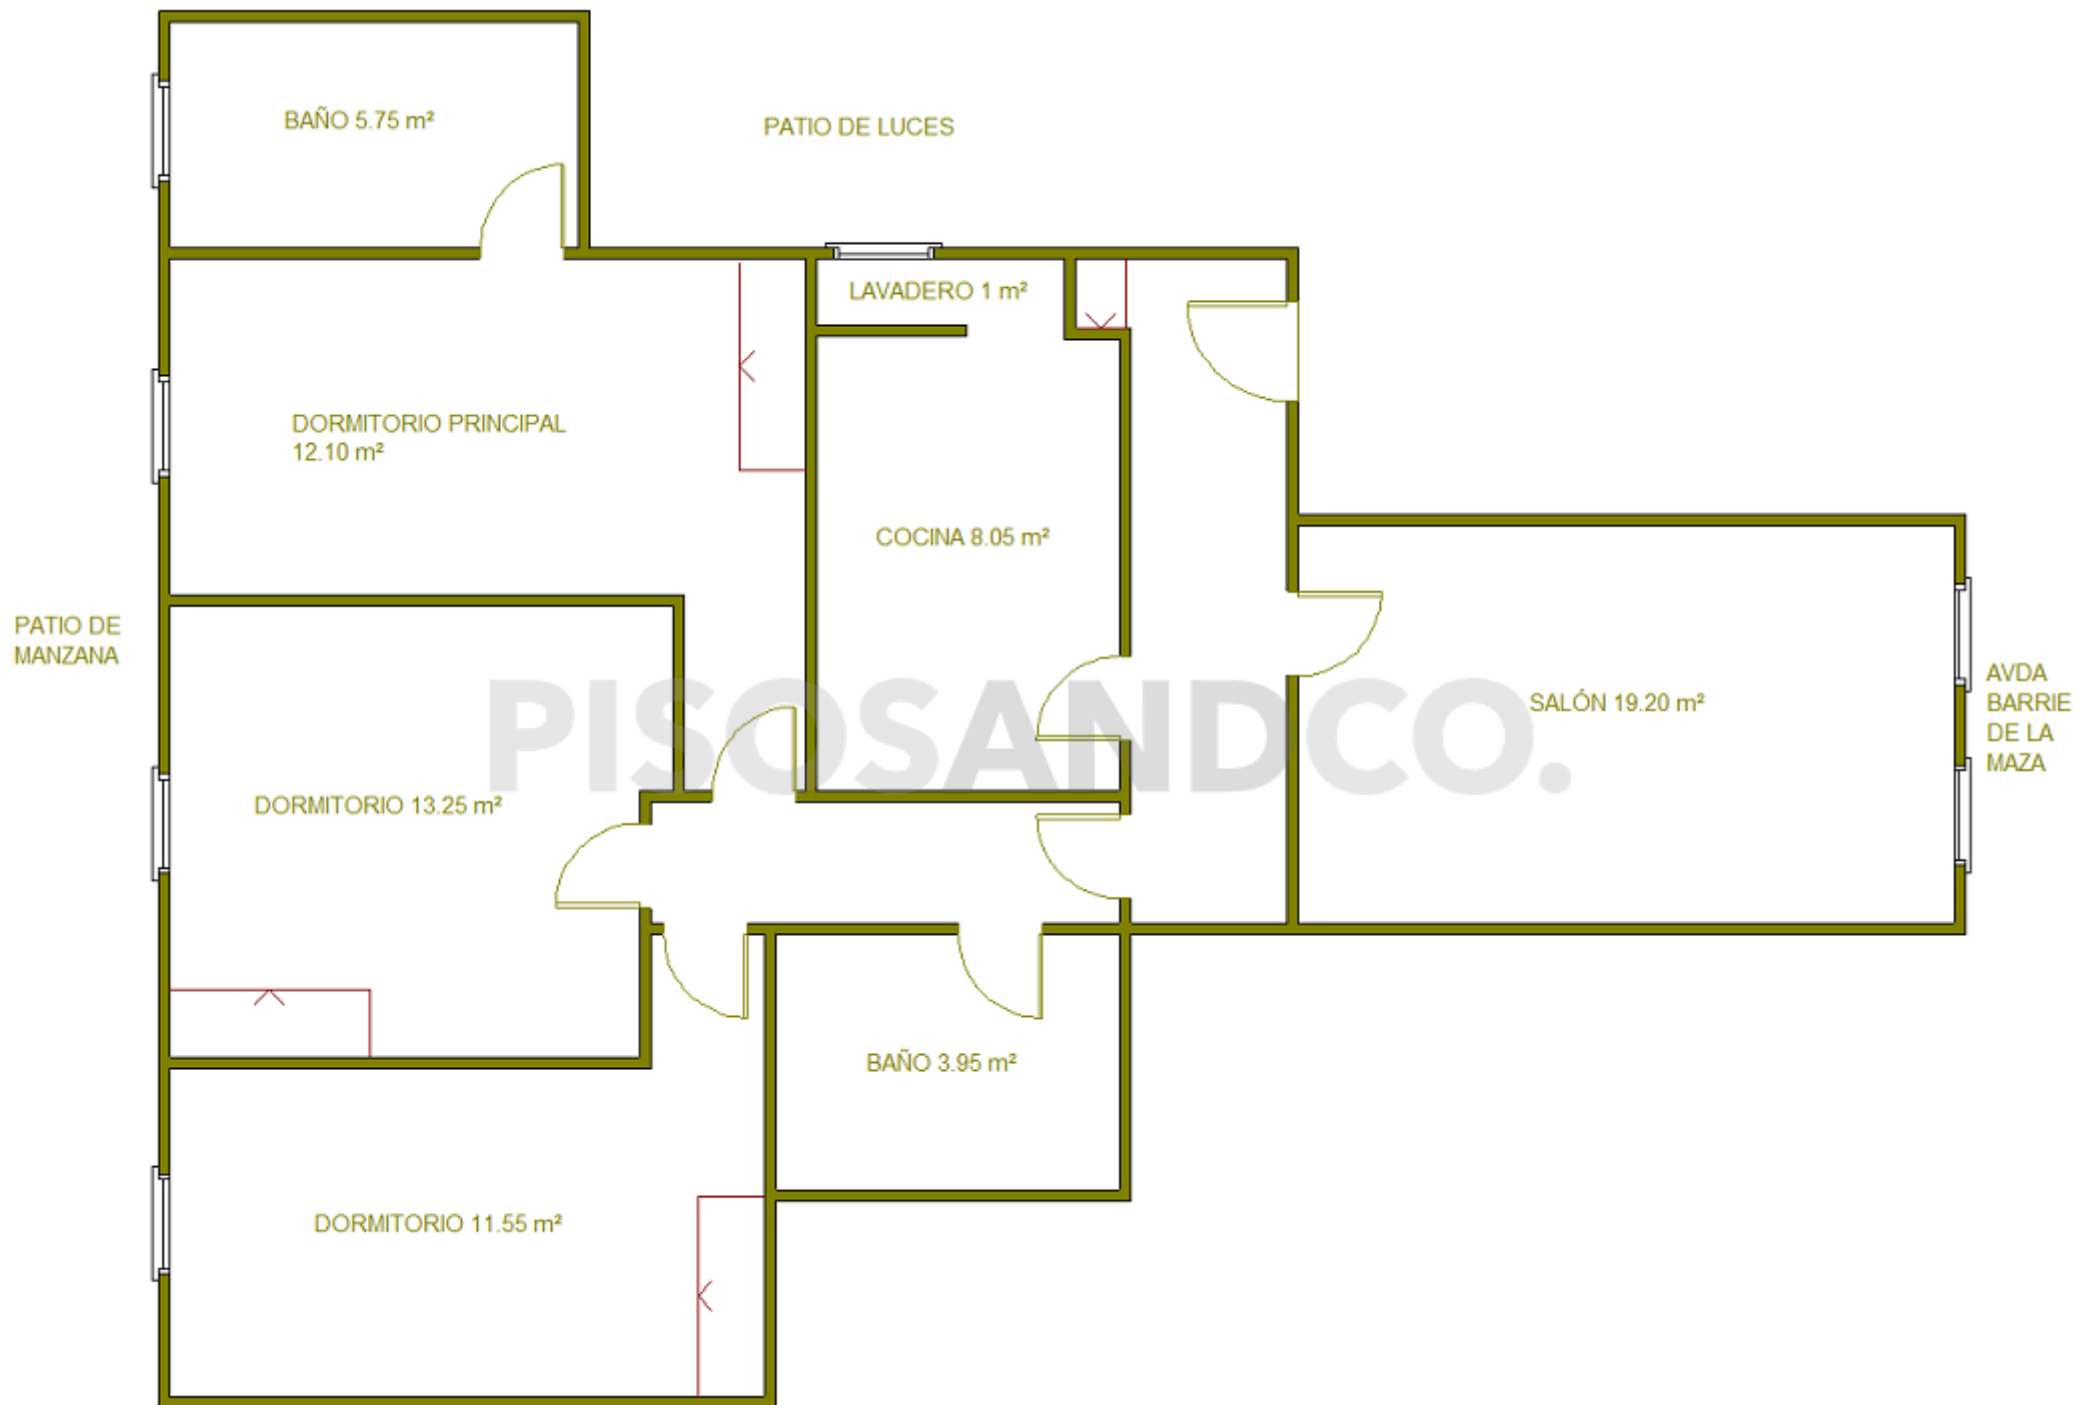 BAÑO 5.75 m²
PATIO DE LUCES
LAVADERO 1 m²
DORMITORIO PRINCIPAL
12.10 m²
COCINA 8.05 m²
PATIO DE
MANZANA
PISOSANDCO.
SALÓN 19.20 m²
AVDA
BARRIE
DE LA
MAZA
DORMITORIO 13.25 m²
BAÑO 3.95 m²
DORMITORIO 11.55 m²